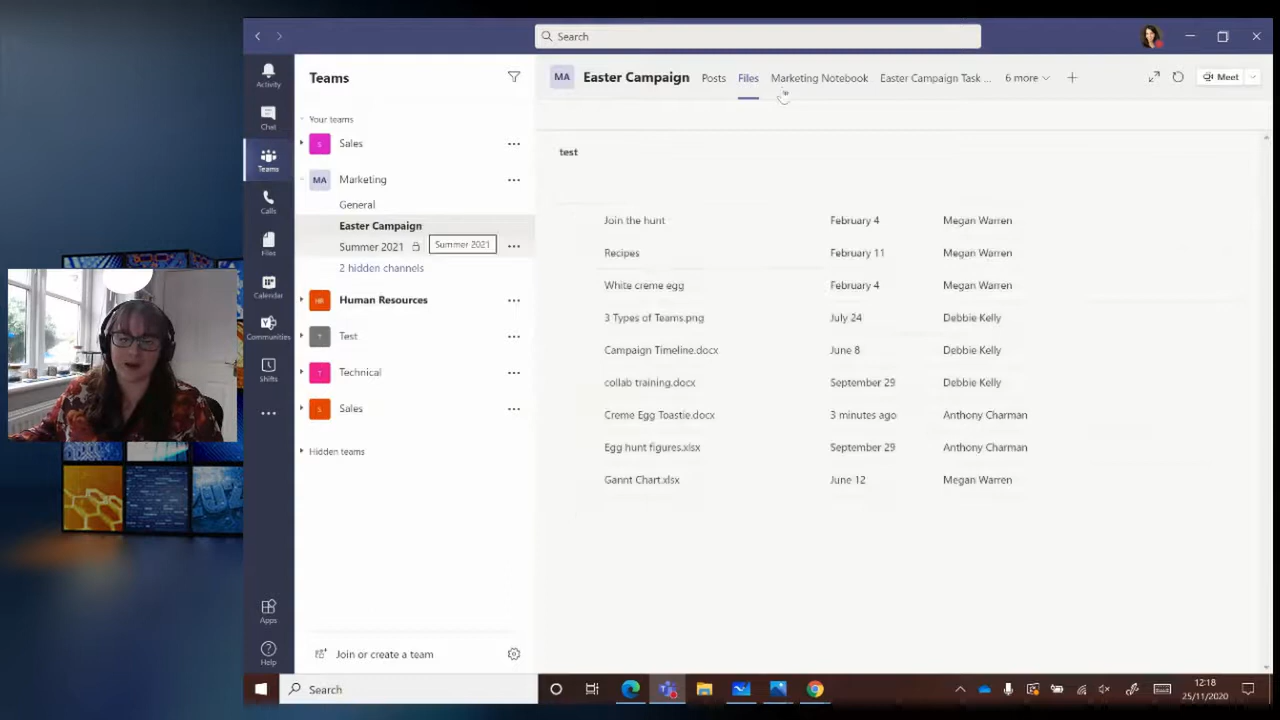 Search
Activity
Chat
Teams
Calls
Files
Calendar
Communities
Shifts
Apps
Help
Teams
Your teams
S Sales
MA Marketing
General
Easter Campaign
Summer 2021
Summer 2021
2 hidden channels
HR Human Resources
T Test
T Technical
S Sales
Hidden teams
Join or create a team
MA Easter Campaign Posts Files Marketing Notebook Easter Campaign Task ... 6 more Meet
test
Join the hunt February 4 Megan Warren
Recipes February 11 Megan Warren
White creme egg February 4 Megan Warren
3 Types of Teams.png July 24 Debbie Kelly
Campaign Timeline.docx June 8 Debbie Kelly
collab training.docx September 29 Debbie Kelly
Creme Egg Toastie.docx 3 minutes ago Anthony Charman
Egg hunt figures.xlsx September 29 Anthony Charman
Gannt Chart.xlsx June 12 Megan Warren
Search
12:18
25/11/2020